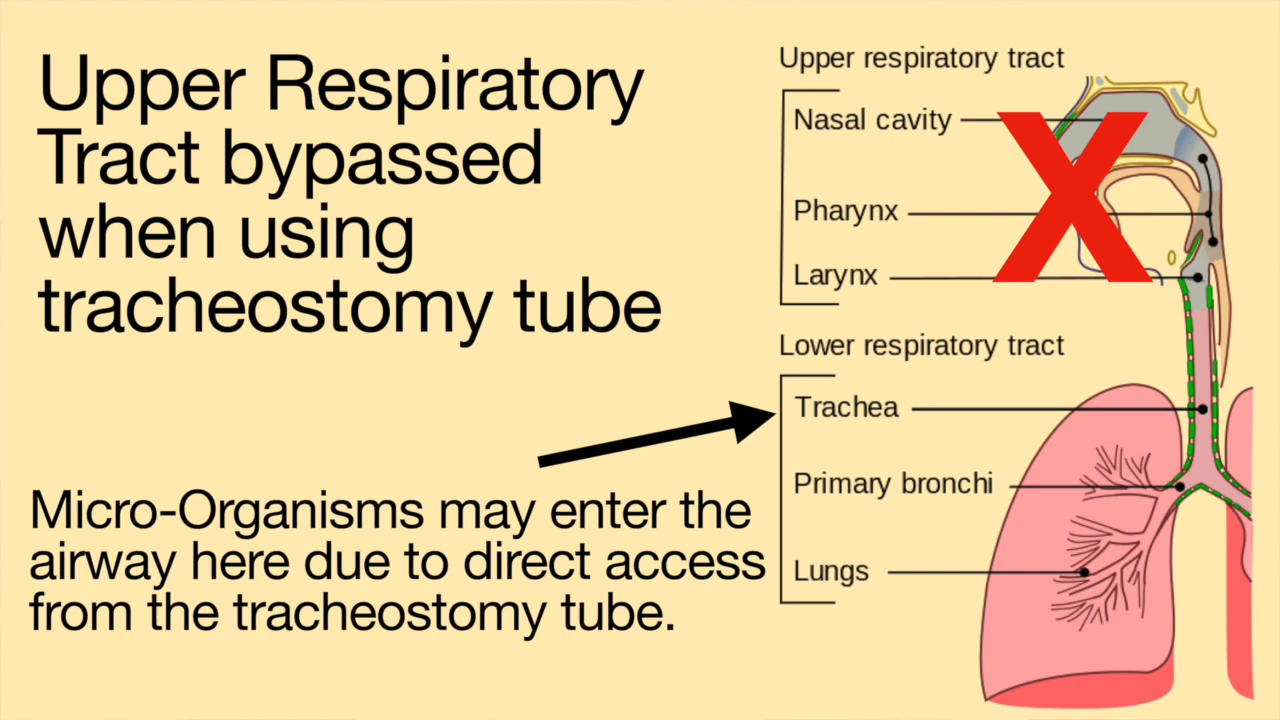 Upper Respiratory
Tract bypassed
when using
tracheostomy tube
Micro-Organisms may enter the
airway here due to direct access
from the tracheostomy tube.
Upper respiratory tract
Nasal cavity
Pharynx
Larynx
X
Lower respiratory tract
Trachea
Primary bronchi
Lungs